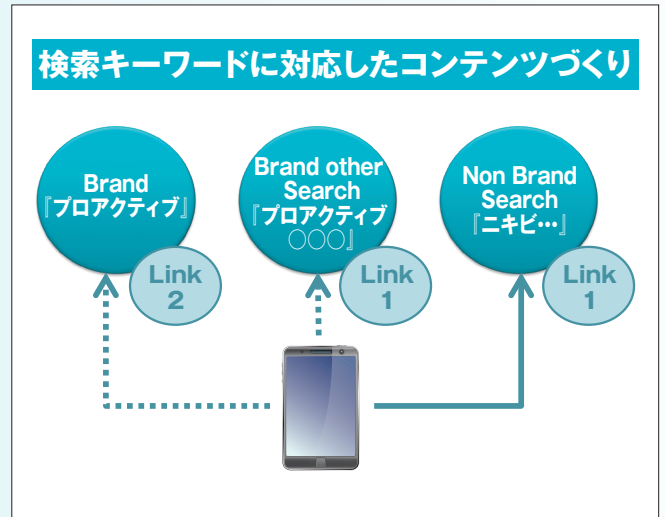 検索キーワードに対応したコンテンツづくり
Brand
『プロアクティブ』
Link
2
Brand other
Search
『プロアクティブ
○○○』
Link
1
Non Brand
Search
『ニキビ…』
Link
1